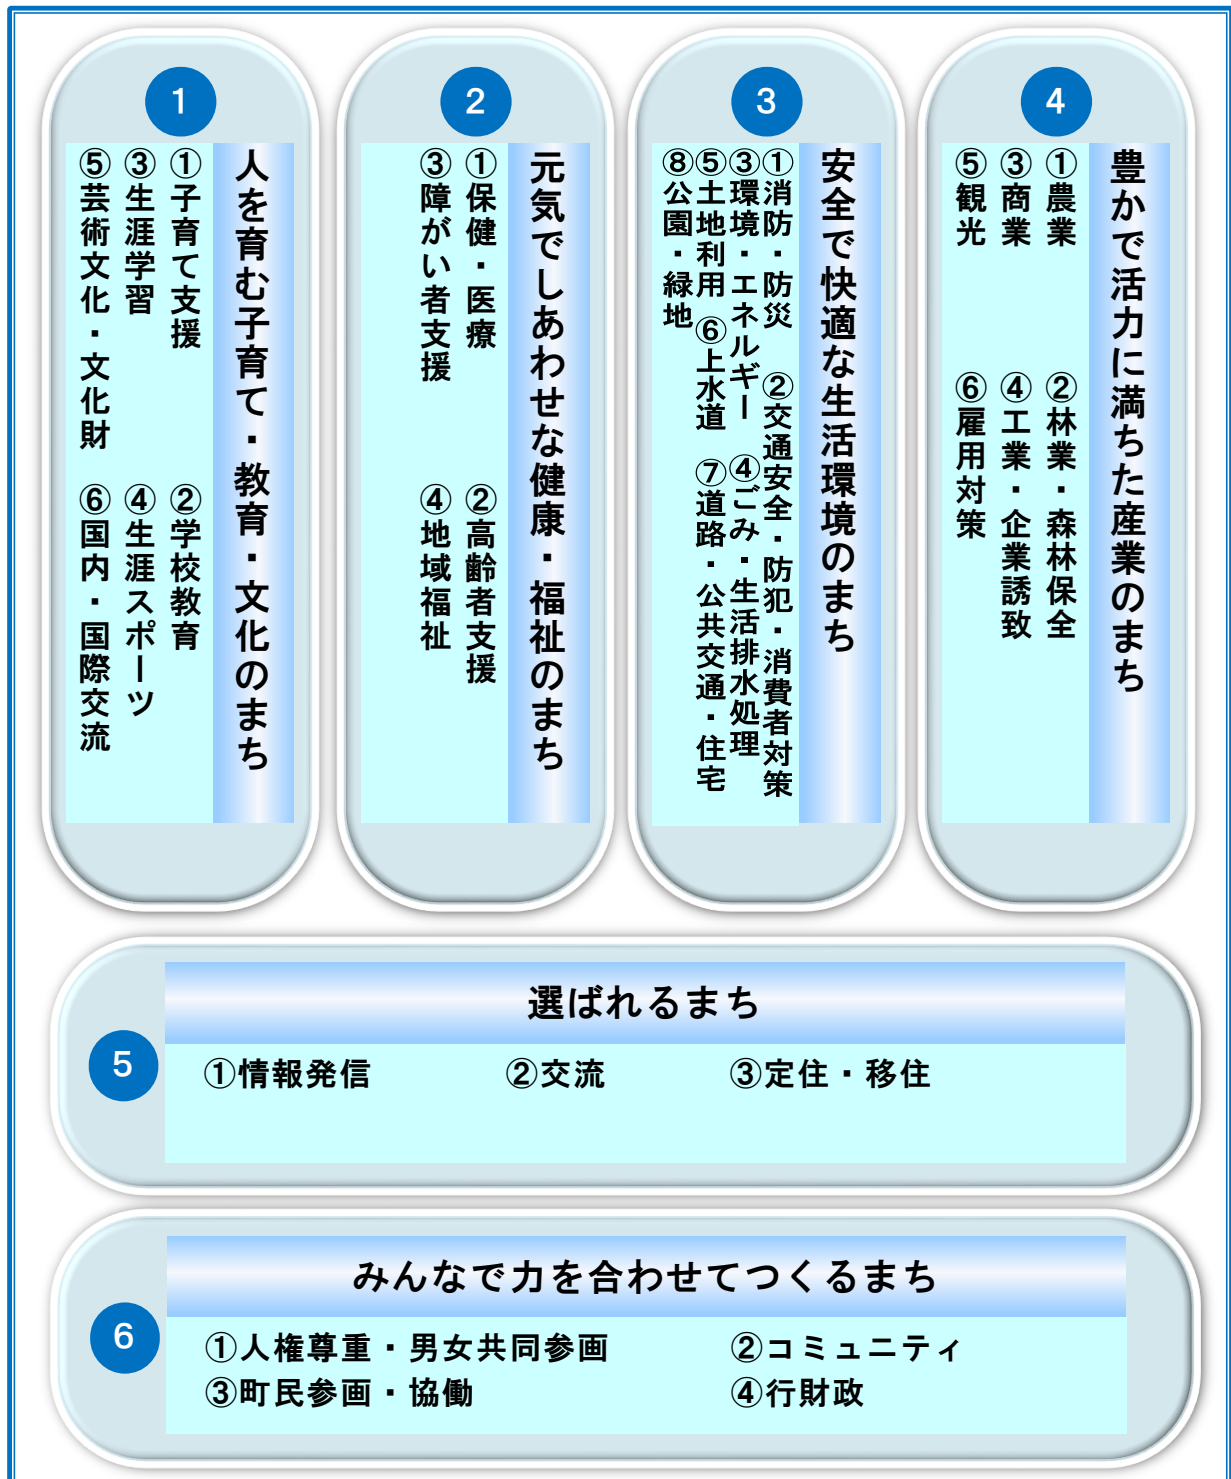 1
人を育む子育て・教育・文化のまち
①子育て支援 ②学校教育
③生涯学習 ④生涯スポーツ
⑤芸術文化・文化財 ⑥国内・国際交流
2
元気でしあわせな健康・福祉のまち
①保健・医療 ②高齢者支援
③障がい者支援 ④地域福祉
3
安全で快適な生活環境のまち
①消防・防災 ②交通安全・防犯・消費者対策
③環境・エネルギー ④ごみ・生活排水処理
⑤土地利用 ⑥上水道 ⑦道路・公共交通・住宅
⑧公園・緑地
4
豊かで活力に満ちた産業のまち
①農業 ②林業・森林保全
③商業 ④工業・企業誘致
⑤観光 ⑥雇用対策
5
選ばれるまち
①情報発信 ②交流 ③定住・移住
6
みんなで力を合わせてつくるまち
①人権尊重・男女共同参画 ②コミュニティ
③町民参画・協働 ④行財政